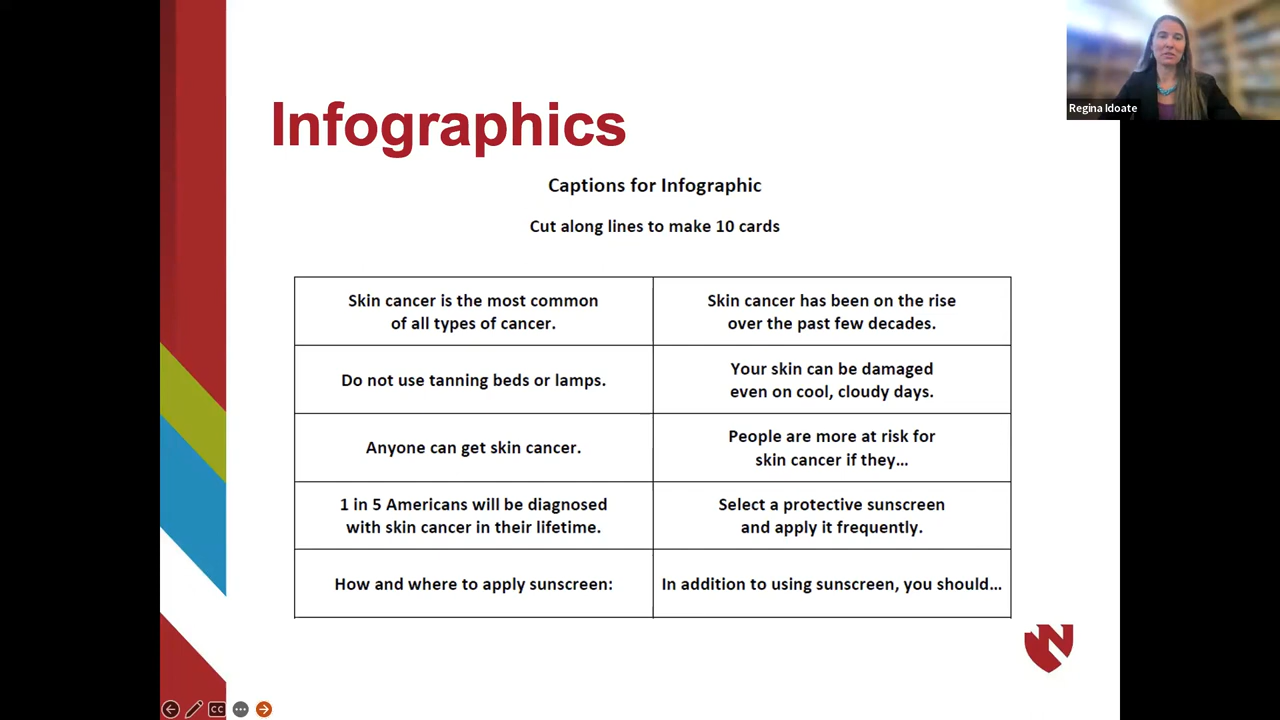 Infographics
Regina Idoate
Captions for Infographic
Cut along lines to make 10 cards
Skin cancer is the most common
of all types of cancer.
Skin cancer has been on the rise
over the past few decades.
Do not use tanning beds or lamps.
Your skin can be damaged
even on cool, cloudy days.
Anyone can get skin cancer.
People are more at risk for
skin cancer if they…
1 in 5 Americans will be diagnosed
with skin cancer in their lifetime.
Select a protective sunscreen
and apply it frequently.
How and where to apply sunscreen:
In addition to using sunscreen, you should…
N
CC